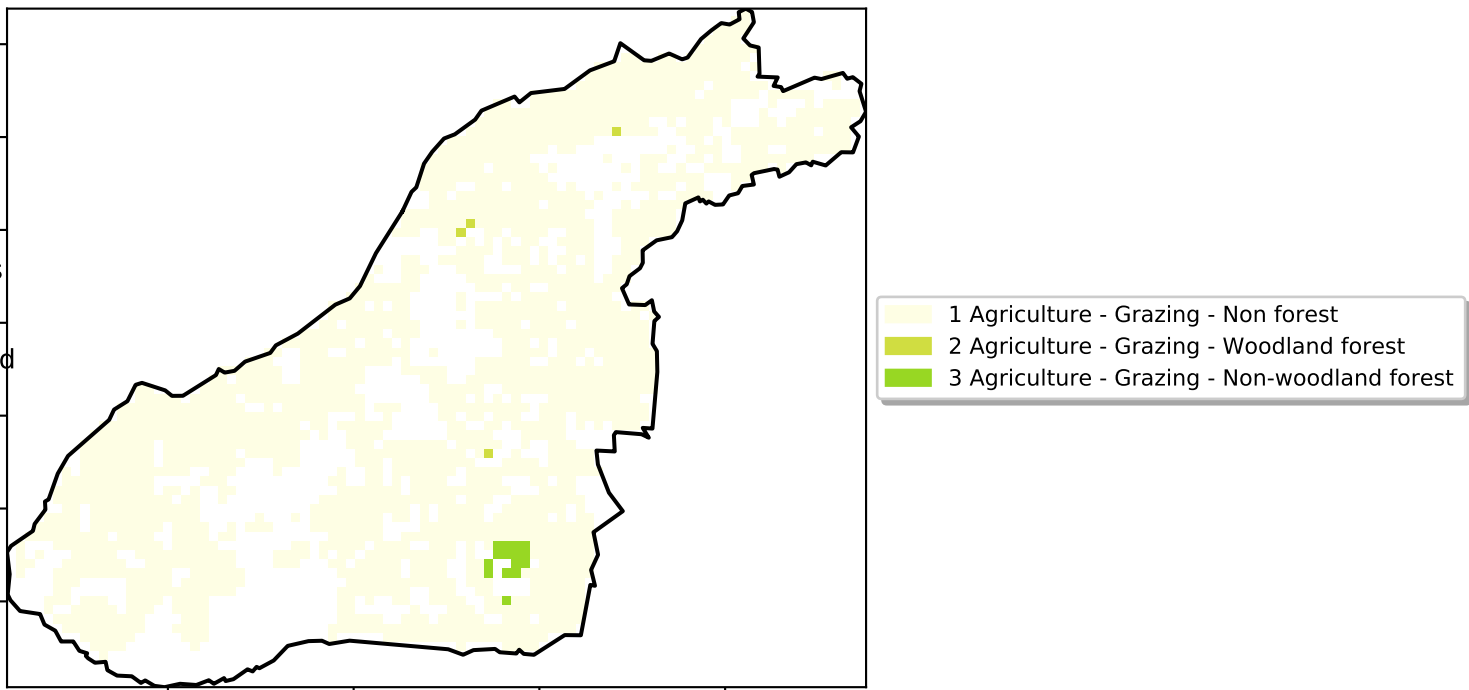 s
d
1 Agriculture - Grazing - Non forest
2 Agriculture - Grazing - Woodland forest
3 Agriculture - Grazing - Non-woodland forest